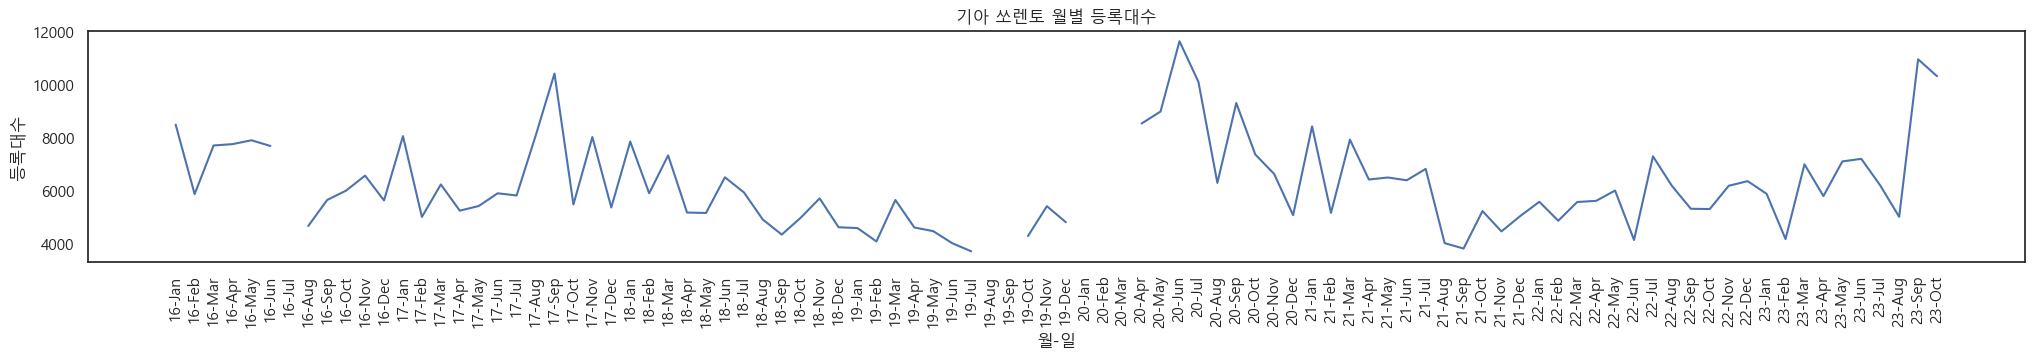 기아 쏘렌토 월별 등록대수
등록대수
12000
10000
8000
6000
4000
16-Jan
16-Feb
16-Mar
16-Apr
16-May
16-Jun
16-Jul
16-Aug
16-Sep
16-Oct
16-Nov
16-Dec
17-Jan
17-Feb
17-Mar
17-Apr
17-May
17-Jun
17-Jul
17-Aug
17-Sep
17-Oct
17-Nov
17-Dec
18-Jan
18-Feb
18-Mar
18-Apr
18-May
18-Jun
18-Jul
18-Aug
18-Sep
18-Oct
18-Nov
18-Dec
19-Jan
19-Feb
19-Mar
19-Apr
19-May
19-Jun
19-Jul
19-Aug
19-Sep
19-Oct
19-Nov
19-Dec
20-Jan
20-Feb
20-Mar
20-Apr
20-May
20-Jun
20-Jul
20-Aug
20-Sep
20-Oct
20-Nov
20-Dec
21-Jan
21-Feb
21-Mar
21-Apr
21-May
21-Jun
21-Jul
21-Aug
21-Sep
21-Oct
21-Nov
21-Dec
22-Jan
22-Feb
22-Mar
22-Apr
22-May
22-Jun
22-Jul
22-Aug
22-Sep
22-Oct
22-Nov
22-Dec
23-Jan
23-Feb
23-Mar
23-Apr
23-May
23-Jun
23-Jul
23-Aug
23-Sep
23-Oct
월-일